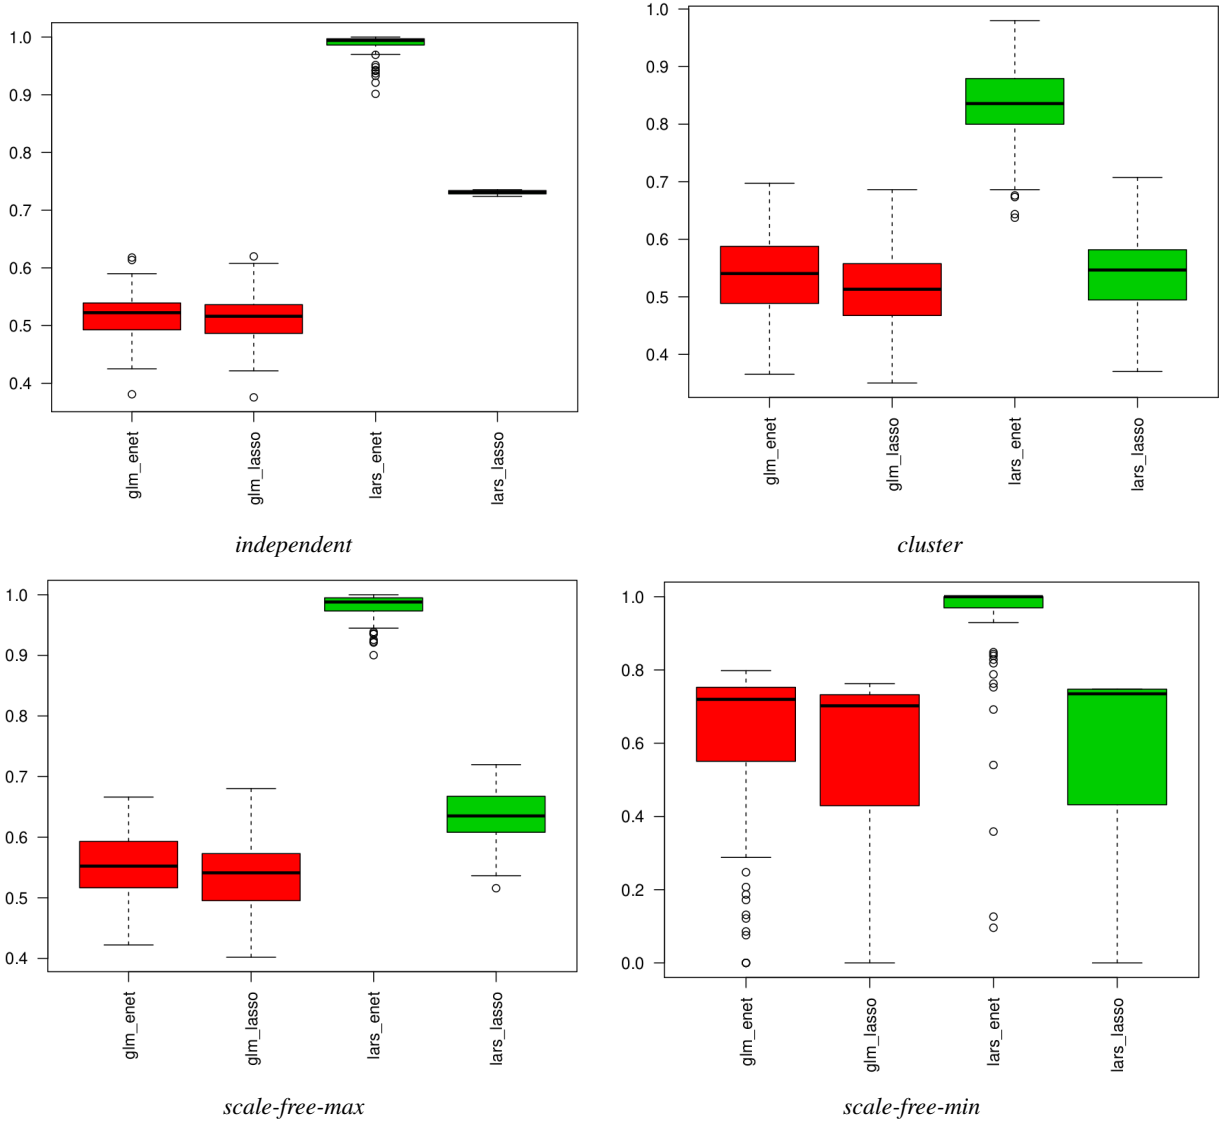 1.0
0.9
0.8
0.7
0.6
0.5
0.4
glm_enet
glm_lasso
lars_enet
lars_lasso
independent
1.0
0.9
0.8
0.7
0.6
0.5
0.4
glm_enet
glm_lasso
lars_enet
lars_lasso
cluster
1.0
0.9
0.8
0.7
0.6
0.5
0.4
glm_enet
glm_lasso
lars_enet
lars_lasso
scale-free-max
1.0
0.8
0.6
0.4
0.2
0.0
glm_enet
glm_lasso
lars_enet
lars_lasso
scale-free-min